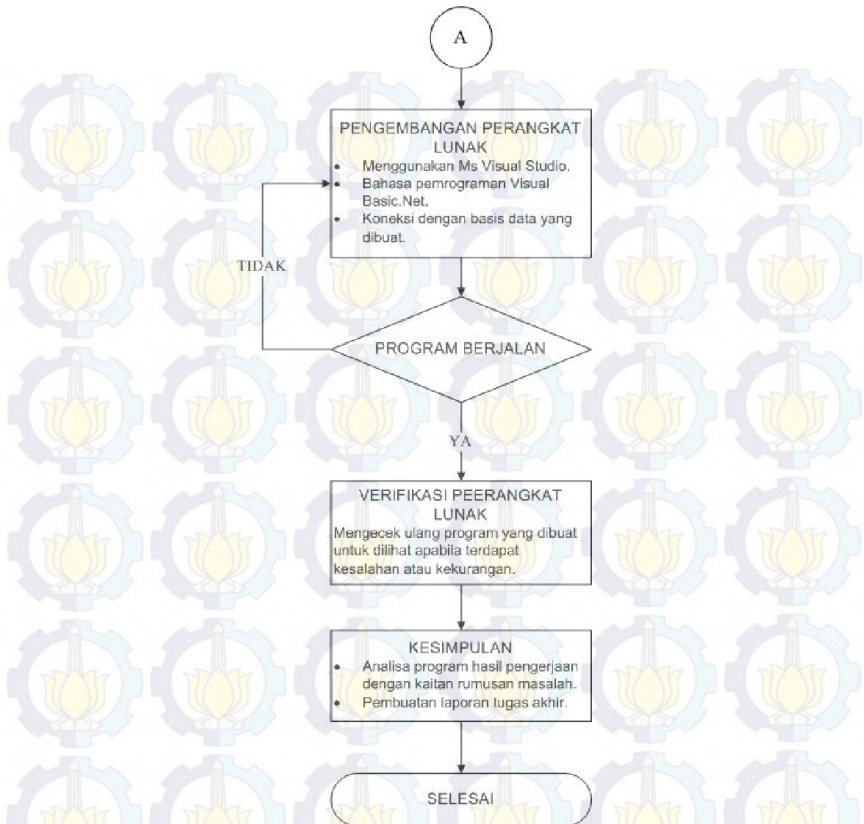 A
PENGEMBANGAN PERANGKAT
LUNAK
• Menggunakan Ms Visual Studio.
• Bahasa pemrograman Visual
Basic.Net.
• Koneksi dengan basis data yang
dibuat.
TIDAK
PROGRAM BERJALAN
YA
VERIFIKASI PEERANGKAT
LUNAK
Mengecek ulang program yang dibuat
untuk dilihat apabila terdapat
kesalahan atau kekurangan.
KESIMPULAN
• Analisa program hasil pengerjaan
dengan kaitan rumusan masalah.
• Pembuatan laporan tugas akhir.
SELESAI